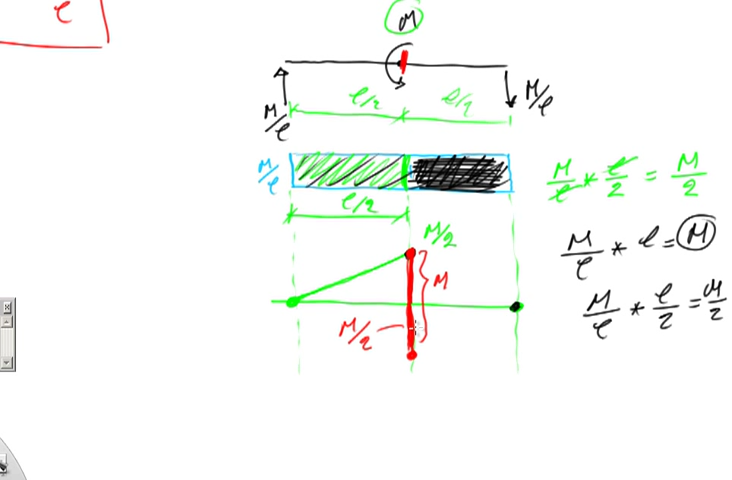 ℓ
M
M/ℓ
ℓ/2
ℓ/2
M/ℓ
M/ℓ
M/ℓ * ℓ/2 = M/2
ℓ/2
M/2
M/ℓ * ℓ = M
M
M/ℓ * ℓ/2 = M/2
M/2